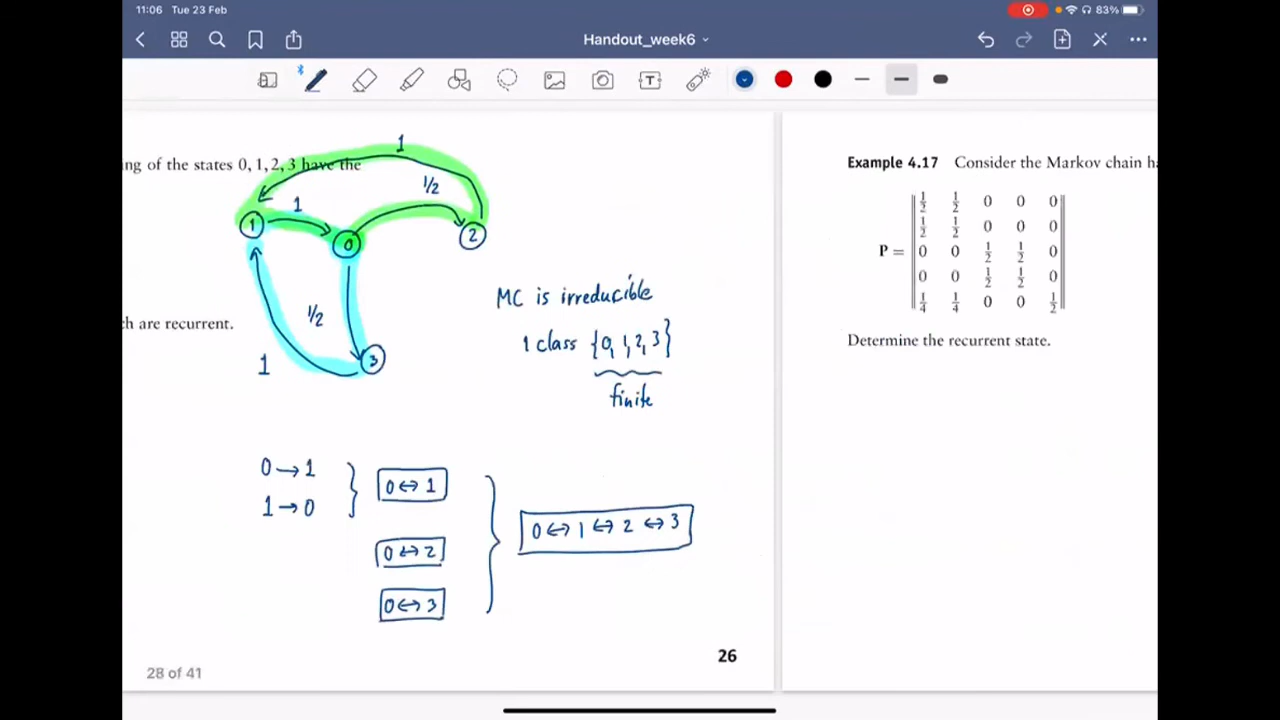 11:06 Tue 23 Feb
83%
Handout_week6
T
ng of the states 0, 1, 2, 3 have the
1
1/2
1
1
0
2
MC is irreducible
1 class {0, 1, 2, 3}
finite
1/2
ch are recurrent.
3
1
0 → 1
1 → 0
0 ↔ 1
0 ↔ 2
0 ↔ 3
0 ↔ 1 ↔ 2 ↔ 3
26
28 of 41
Example 4.17 Consider the Markov chain h
P =
1/2 1/2 0 0 0
1/2 1/2 0 0 0
0 0 1/2 1/2 0
0 0 1/2 1/2 0
1/4 1/4 0 0 1/2
Determine the recurrent state.